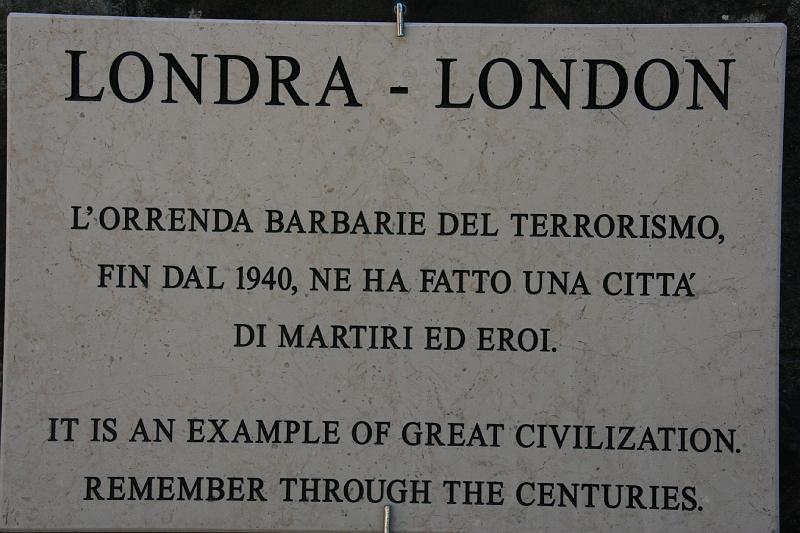 LONDRA - LONDON
L'ORRENDA BARBARIE DEL TERRORISMO,
FIN DAL 1940, NE HA FATTO UNA CITTA'
DI MARTIRI ED EROI.
IT IS AN EXAMPLE OF GREAT CIVILIZATION.
REMEMBER THROUGH THE CENTURIES.